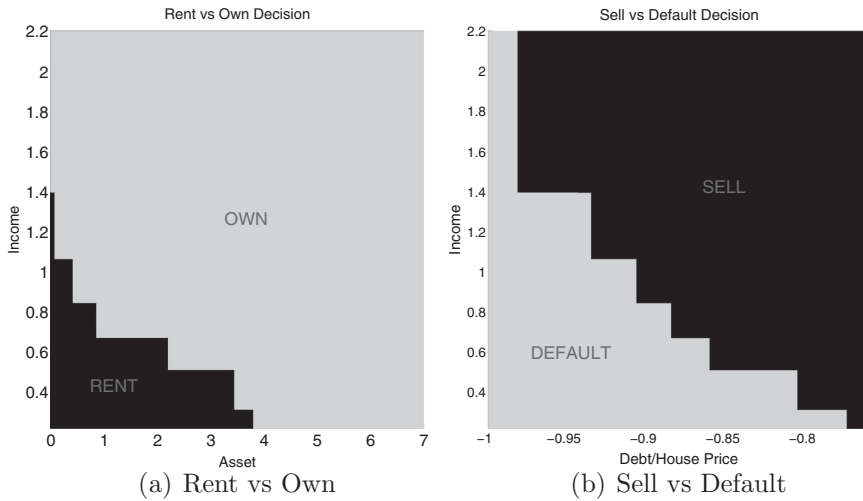 Rent vs Own Decision
2.2
2
1.8
1.6
1.4
1.2
1
0.8
0.6
0.4
Income
OWN
RENT
0 1 2 3 4 5 6 7
Asset
(a) Rent vs Own
Sell vs Default Decision
2.2
2
1.8
1.6
1.4
1.2
1
0.8
0.6
0.4
Income
SELL
DEFAULT
−1 −0.95 −0.9 −0.85 −0.8
Debt/House Price
(b) Sell vs Default